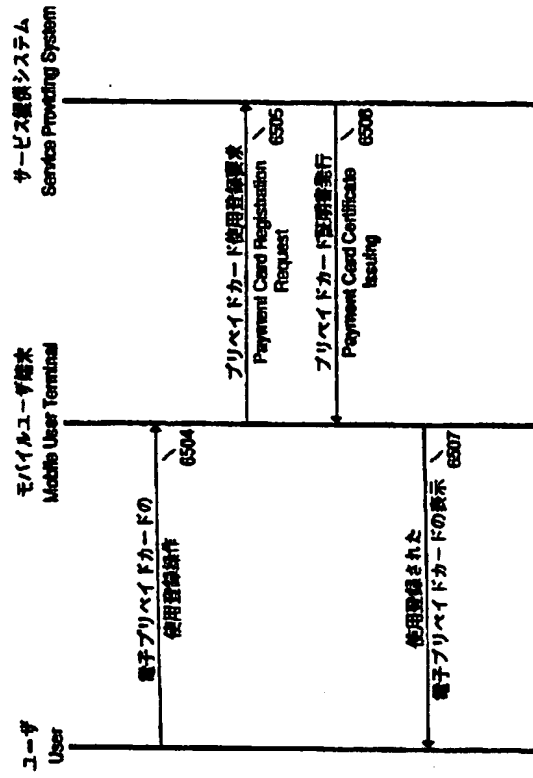 ユーザ
User
モバイルユーザ端末
Mobile User Terminal
サービス提供システム
Service Providing System
電子プリペイドカードの
使用登録操作
6504
プリペイドカード使用登録要求
6505
Payment Card Registration
Request
プリペイドカード証明書発行
6506
Payment Card Certificate
Issuing
使用登録された
電子プリペイドカードの表示
6507